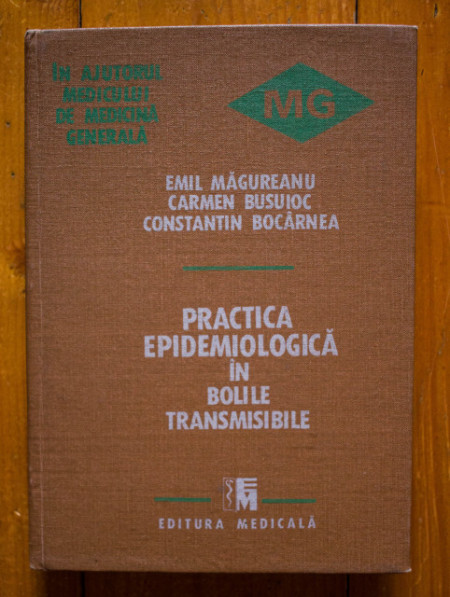 ÎN AJUTORUL
MEDICULUI
DE MEDICINĂ
GENERALĂ
MG
EMIL MĂGUREANU
CARMEN BUSUIOC
CONSTANTIN BOCÂRNEA
PRACTICA
EPIDEMIOLOGICĂ
ÎN
BOLILE
TRANSMISIBILE
EM
EDITURA MEDICALĂ